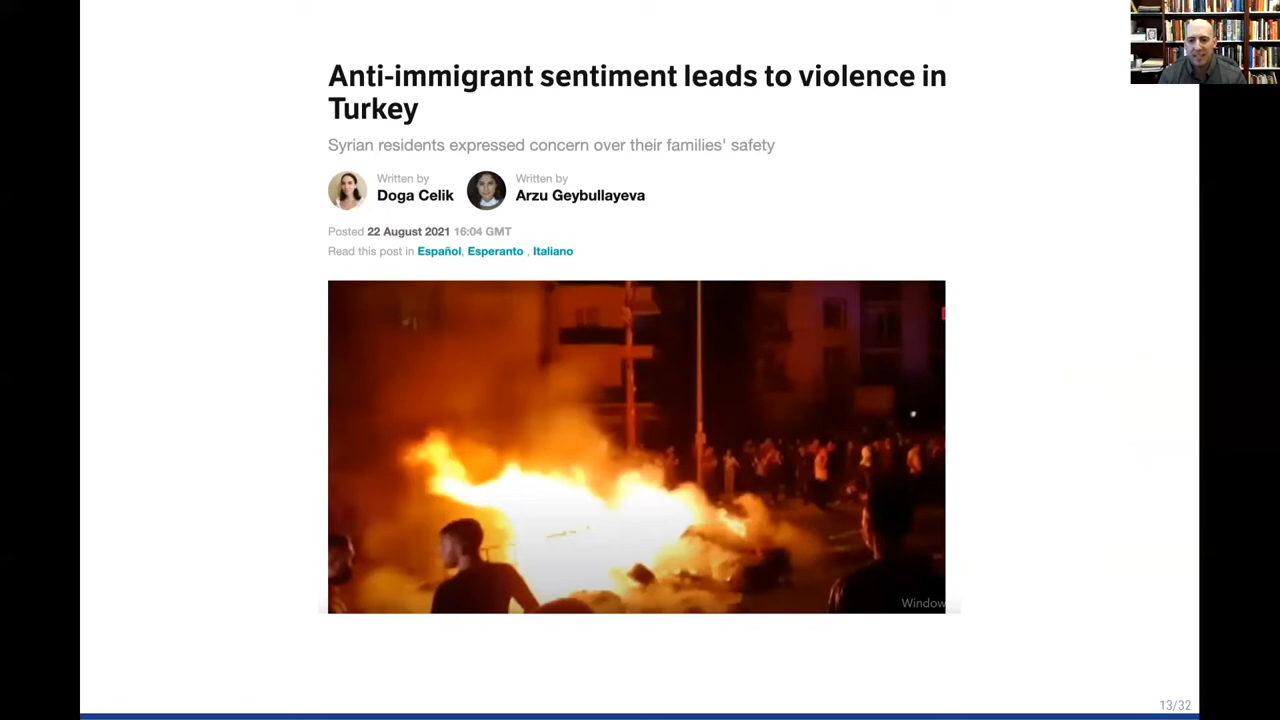 Anti-immigrant sentiment leads to violence in
Turkey
Syrian residents expressed concern over their families' safety
Written by
Doga Celik
Written by
Arzu Geybullayeva
Posted 22 August 2021 16:04 GMT
Read this post in Español, Esperanto , Italiano
Window
13/32